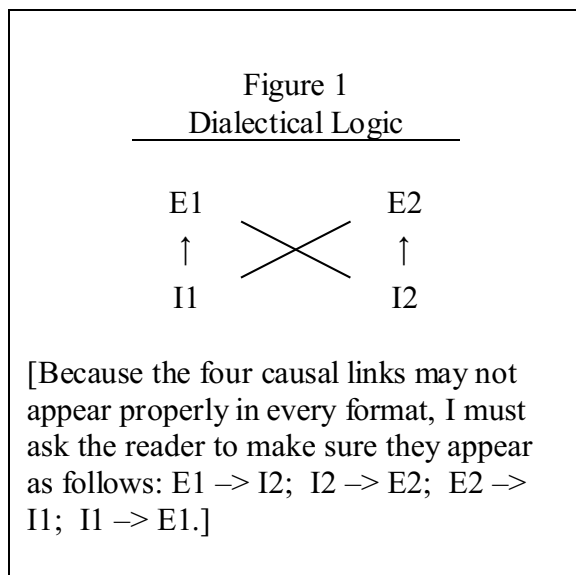 Figure 1
Dialectical Logic
E1 E2
↑ ↑
I1 I2
[Because the four causal links may not
appear properly in every format, I must
ask the reader to make sure they appear
as follows: E1 –> I2;  I2 –> E2;  E2 –>
I1;  I1 –> E1.]